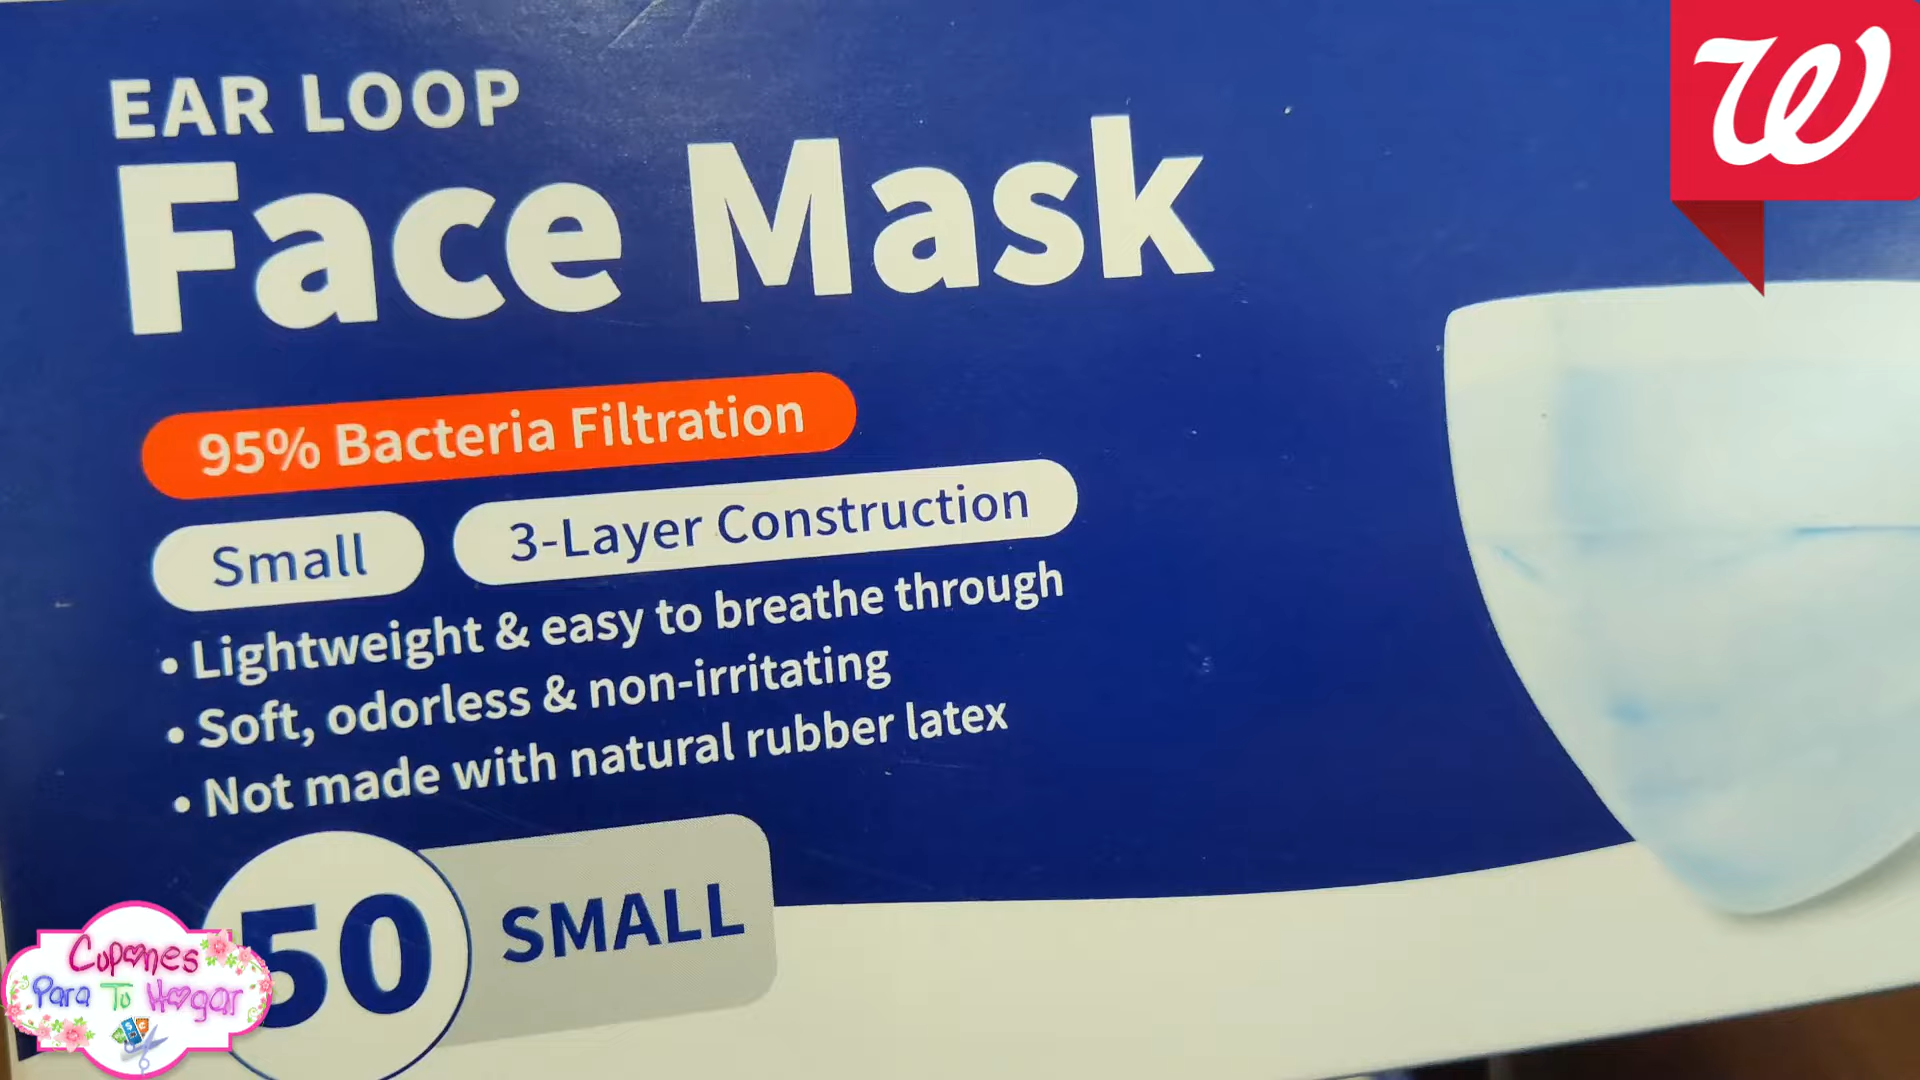 EAR LOOP
Face Mask
95% Bacteria Filtration
Small
3-Layer Construction
• Lightweight & easy to breathe through
• Soft, odorless & non-irritating
• Not made with natural rubber latex
50
SMALL
Cupones
Para Tu Hogar
W